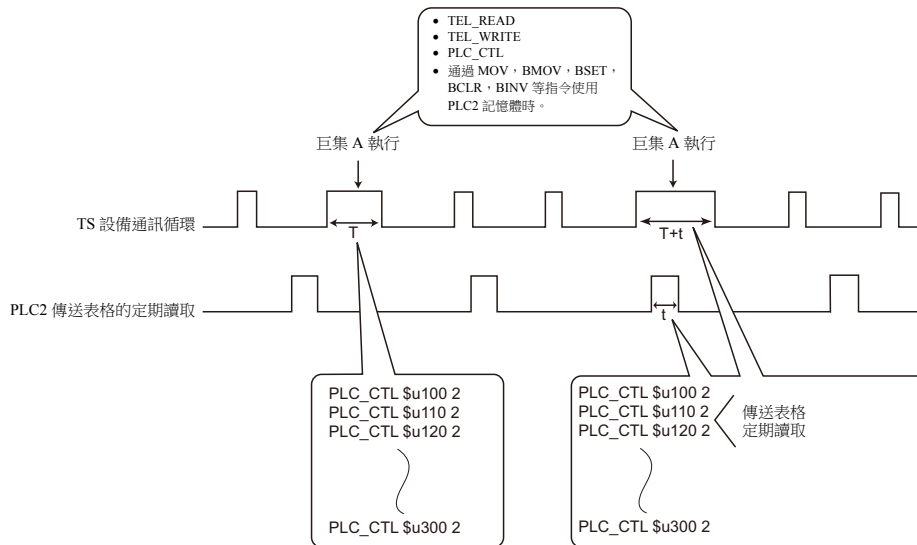 • TEL_READ
• TEL_WRITE
• PLC_CTL
• 通過 MOV，BMOV，BSET，
BCLR，BINV 等指令使用
PLC2 記憶體時。
巨集 A 執行
巨集 A 執行
TS 設備通訊循環
T
T+t
PLC2 傳送表格的定期讀取
t
PLC_CTL $u100 2
PLC_CTL $u110 2
PLC_CTL $u120 2
PLC_CTL $u300 2
PLC_CTL $u100 2
PLC_CTL $u110 2
PLC_CTL $u120 2
傳送表格
定期讀取
PLC_CTL $u300 2